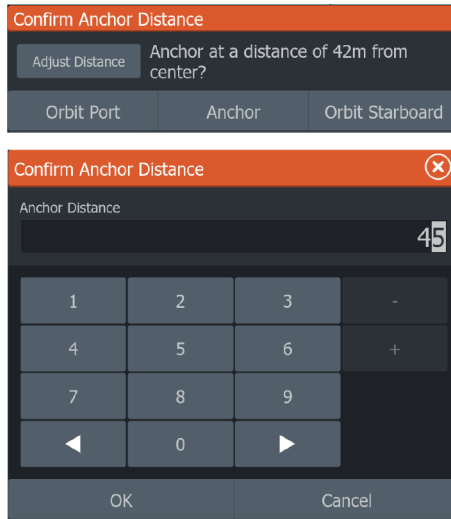 Confirm Anchor Distance
Adjust Distance
Anchor at a distance of 42m from
center?
Orbit Port
Anchor
Orbit Starboard
Confirm Anchor Distance
Anchor Distance
45
1 2 3 -
4 5 6 +
7 8 9
0
OK
Cancel